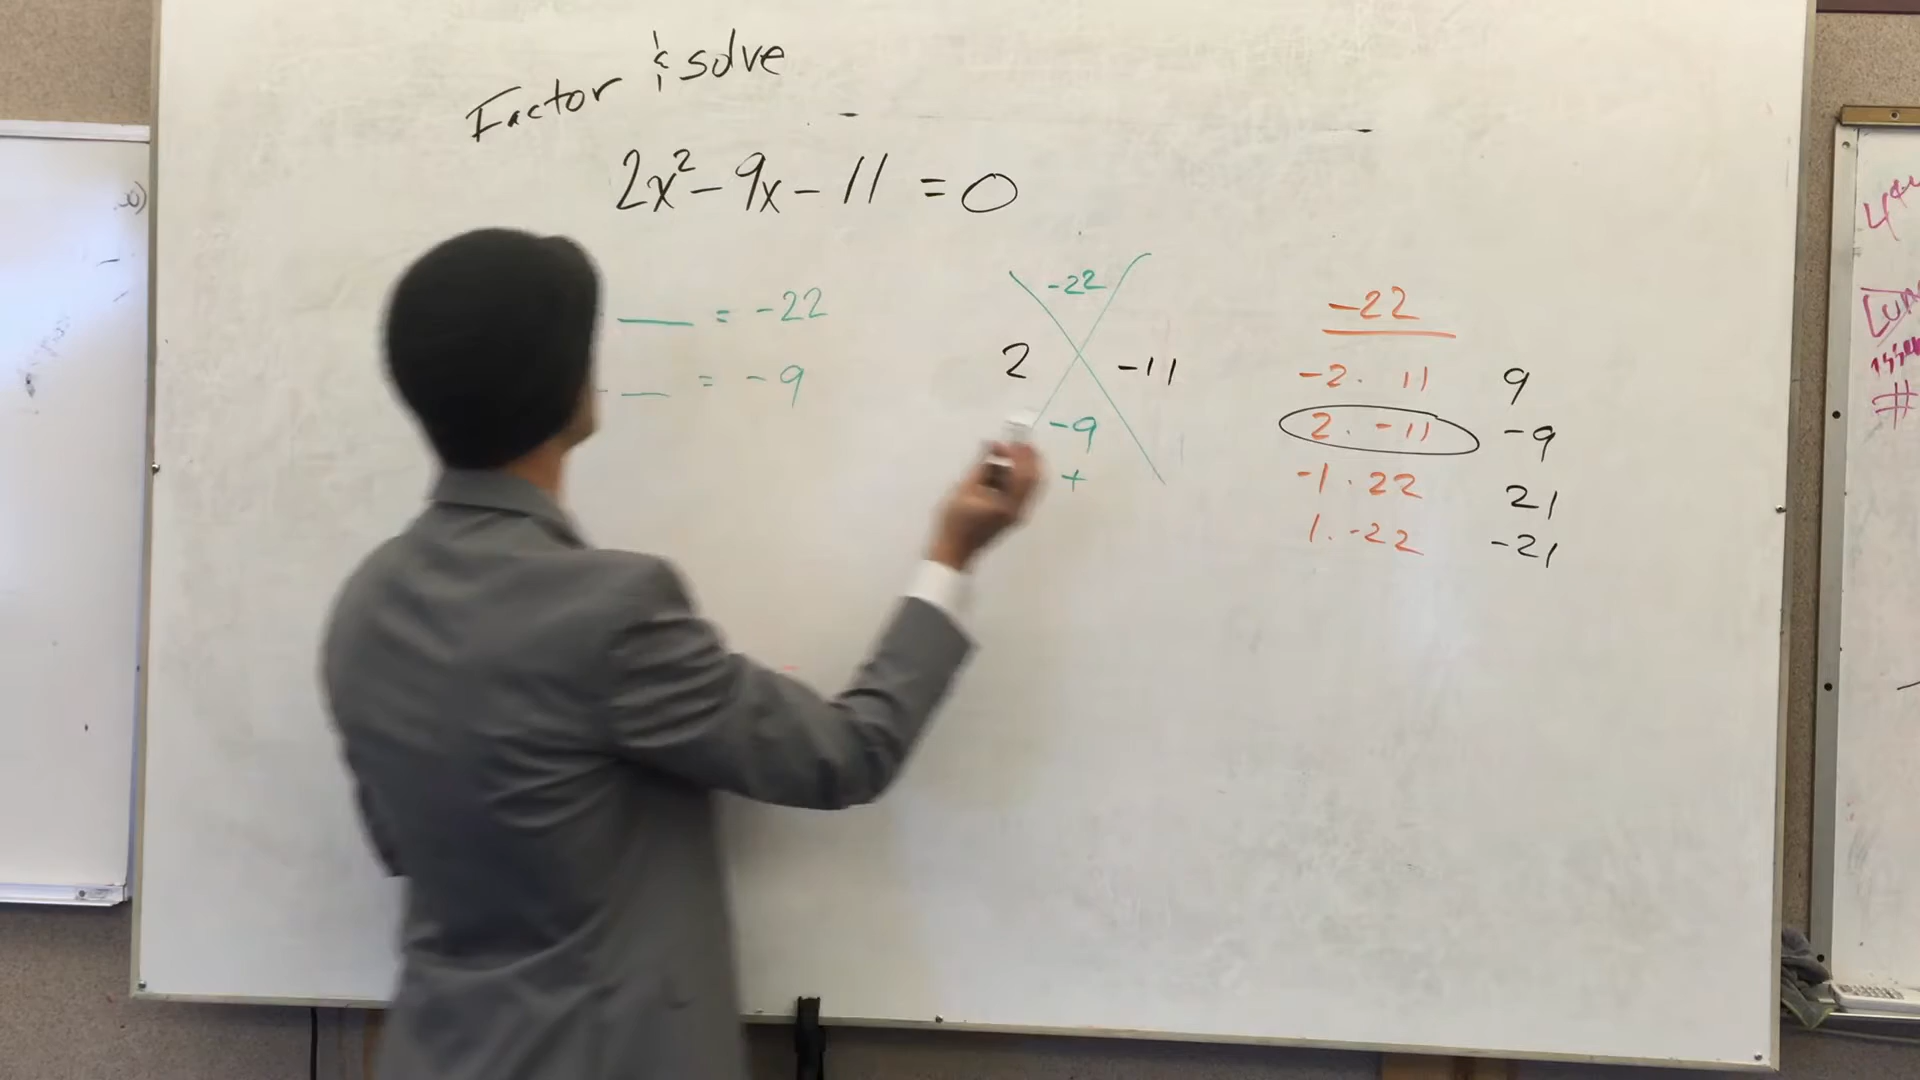 Factor & solve
2x² - 9x - 11 = 0
___ = -22
- __ = -9
-22
2 -11
-9
+
-22
-2 · 11 9
2 · -11 -9
-1 · 22 21
1 · -22 -21
#